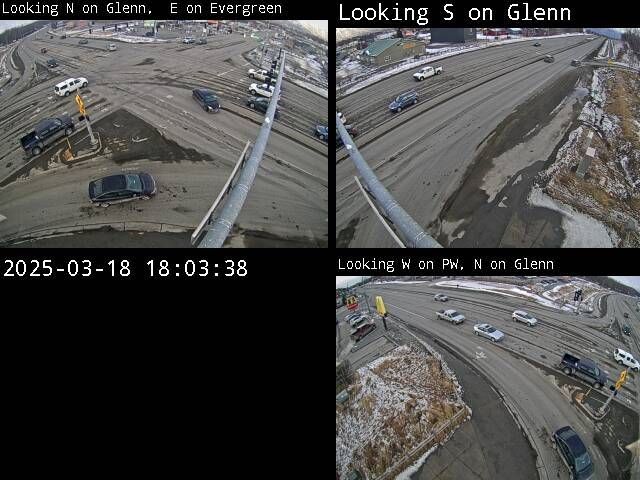 Looking N on Glenn,  E on Evergreen
Looking S on Glenn
2025-03-18 18:03:38
Looking W on PW, N on Glenn